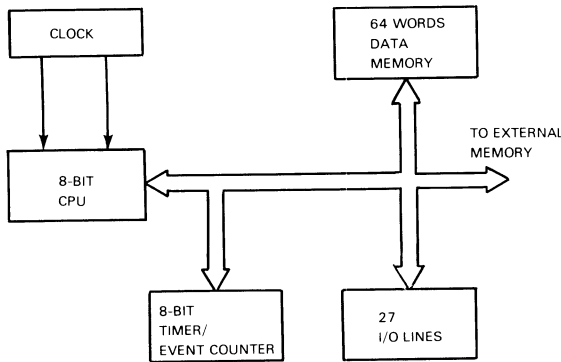 CLOCK
64 WORDS
DATA
MEMORY
TO EXTERNAL
MEMORY
8-BIT
CPU
8-BIT
TIMER/
EVENT COUNTER
27
I/O LINES